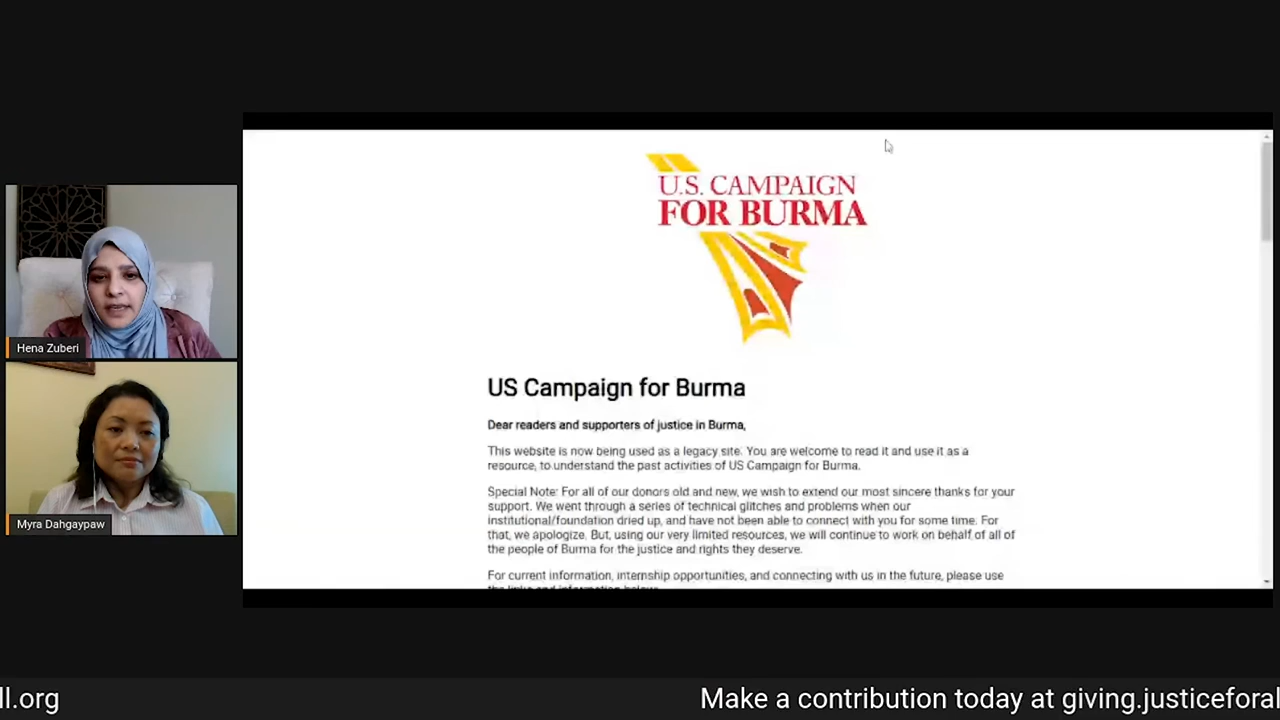 U.S. CAMPAIGN
FOR BURMA
US Campaign for Burma
Dear readers and supporters of justice in Burma,
This website is now being used as a legacy site. You are welcome to read it and use it as a
resource, to understand the past activities of US Campaign for Burma.
Special Note: For all of our donors old and new, we wish to extend our most sincere thanks for your
support. We went through a series of technical glitches and problems when our
institutional/foundation dried up, and have not been able to connect with you for some time. For
that, we apologize. But, using our very limited resources, we will continue to work on behalf of all of
the people of Burma for the justice and rights they deserve.
For current information, internship opportunities, and connecting with us in the future, please use
the links and information below.
Hena Zuberi
Myra Dahgaypaw
ll.org
Make a contribution today at giving.justiceforal